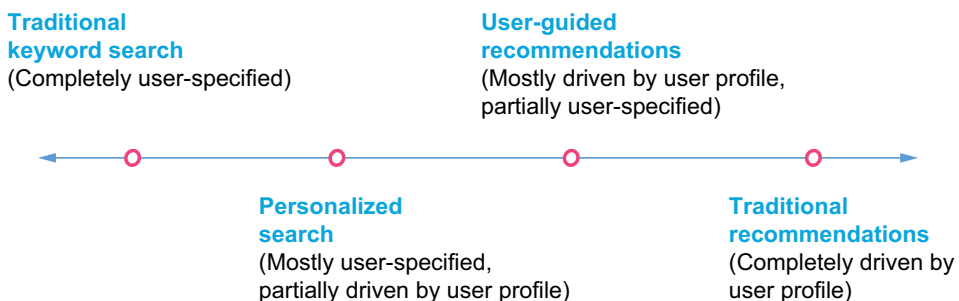 Traditional
keyword search
(Completely user-specified)
User-guided
recommendations
(Mostly driven by user profile,
partially user-specified)
Personalized
search
(Mostly user-specified,
partially driven by user profile)
Traditional
recommendations
(Completely driven by
user profile)